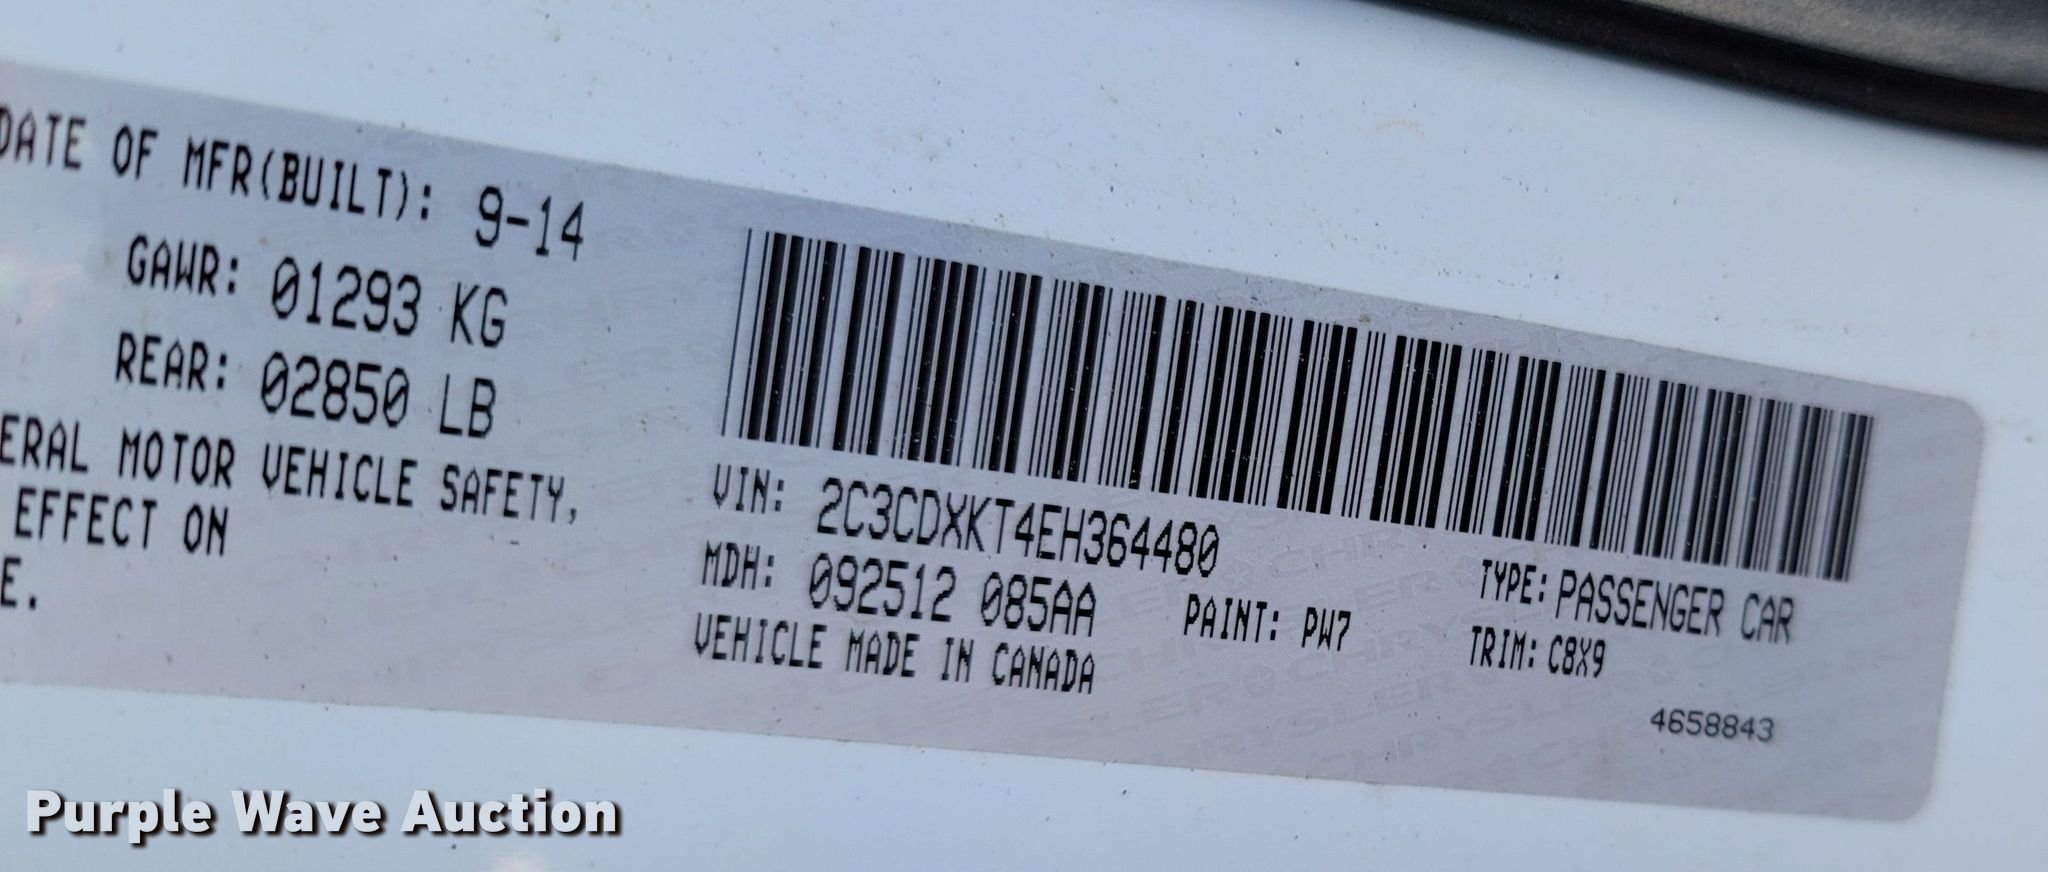 DATE OF MFR(BUILT): 9-14
GAWR: 01293 KG
REAR: 02850 LB
ERAL MOTOR VEHICLE SAFETY,
EFFECT ON
E.
VIN: 2C3CDXKT4EH364480
MDH: 092512 085AA PAINT: PW7
VEHICLE MADE IN CANADA
TYPE: PASSENGER CAR
TRIM: C8X9
4658843
Purple Wave Auction